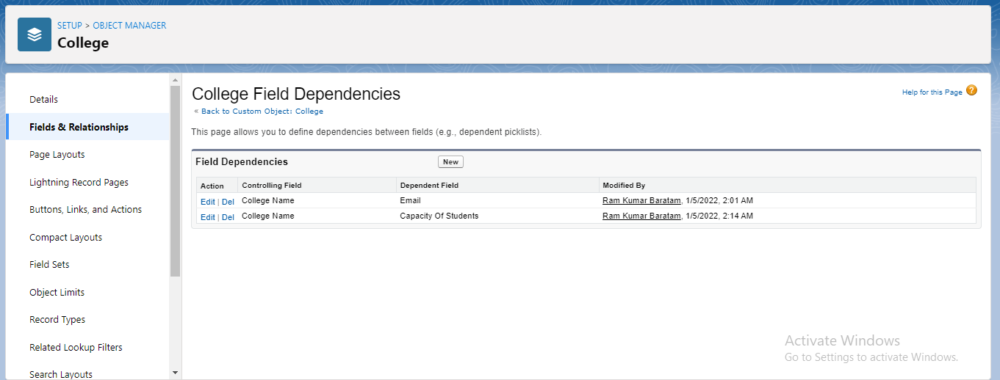 SETUP > OBJECT MANAGER
College
Details
Fields & Relationships
Page Layouts
Lightning Record Pages
Buttons, Links, and Actions
Compact Layouts
Field Sets
Object Limits
Record Types
Related Lookup Filters
Search Layouts
College Field Dependencies
Help for this Page ?
« Back to Custom Object: College
This page allows you to define dependencies between fields (e.g., dependent picklists).
Field Dependencies New
Action Controlling Field Dependent Field Modified By
Edit | Del College Name Email Ram Kumar Baratam, 1/5/2022, 2:01 AM
Edit | Del College Name Capacity Of Students Ram Kumar Baratam, 1/5/2022, 2:14 AM
Activate Windows
Go to Settings to activate Windows.